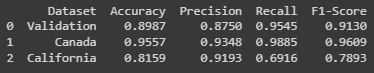 Dataset Accuracy Precision Recall F1-Score
0 Validation 0.8987 0.8750 0.9545 0.9130
1 Canada 0.9557 0.9348 0.9885 0.9609
2 California 0.8159 0.9193 0.6916 0.7893